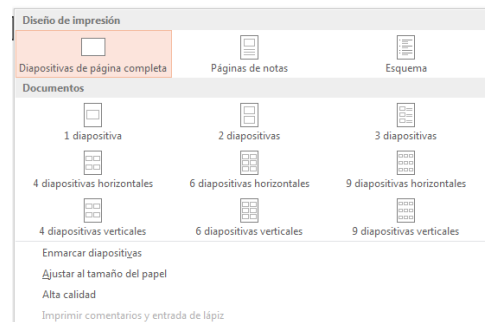 Diseño de impresión
Diapositivas de página completa Páginas de notas Esquema
Documentos
1 diapositiva 2 diapositivas 3 diapositivas
4 diapositivas horizontales 6 diapositivas horizontales 9 diapositivas horizontales
4 diapositivas verticales 6 diapositivas verticales 9 diapositivas verticales
Enmarcar diapositivas
Ajustar al tamaño del papel
Alta calidad
Imprimir comentarios y entrada de lápiz